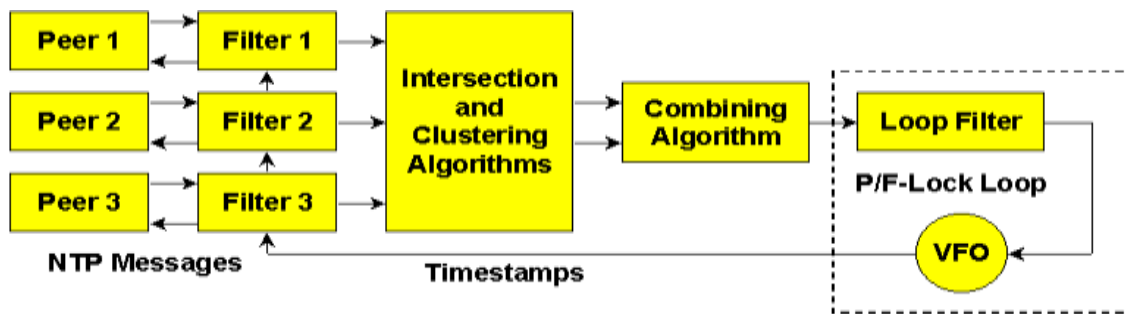 Peer 1
Filter 1
Peer 2
Filter 2
Peer 3
Filter 3
NTP Messages
Intersection
and
Clustering
Algorithms
Combining
Algorithm
Loop Filter
P/F-Lock Loop
VFO
Timestamps